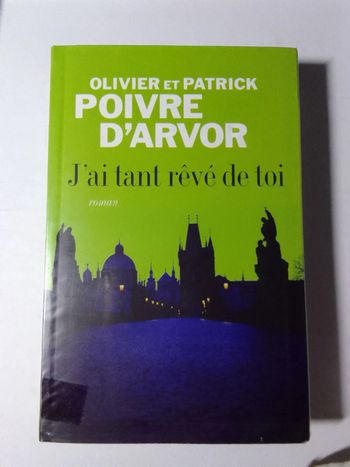 OLIVIER ET PATRICK
POIVRE
D'ARVOR
J'ai tant rêvé de toi
roman